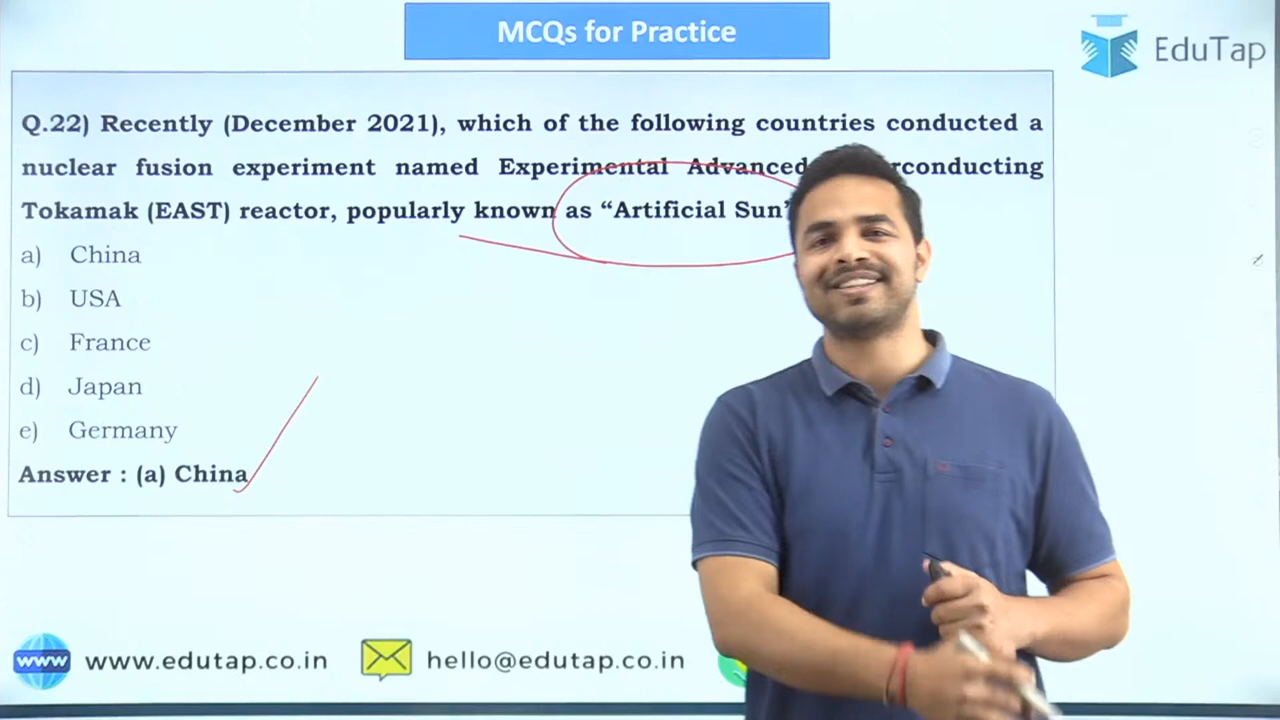 MCQs for Practice
EduTap
Q.22) Recently (December 2021), which of the following countries conducted a
nuclear fusion experiment named Experimental Advanced rconducting
Tokamak (EAST) reactor, popularly known as “Artificial Sun’
a) China
b) USA
c) France
d) Japan
e) Germany
Answer : (a) China
www www.edutap.co.in hello@edutap.co.in